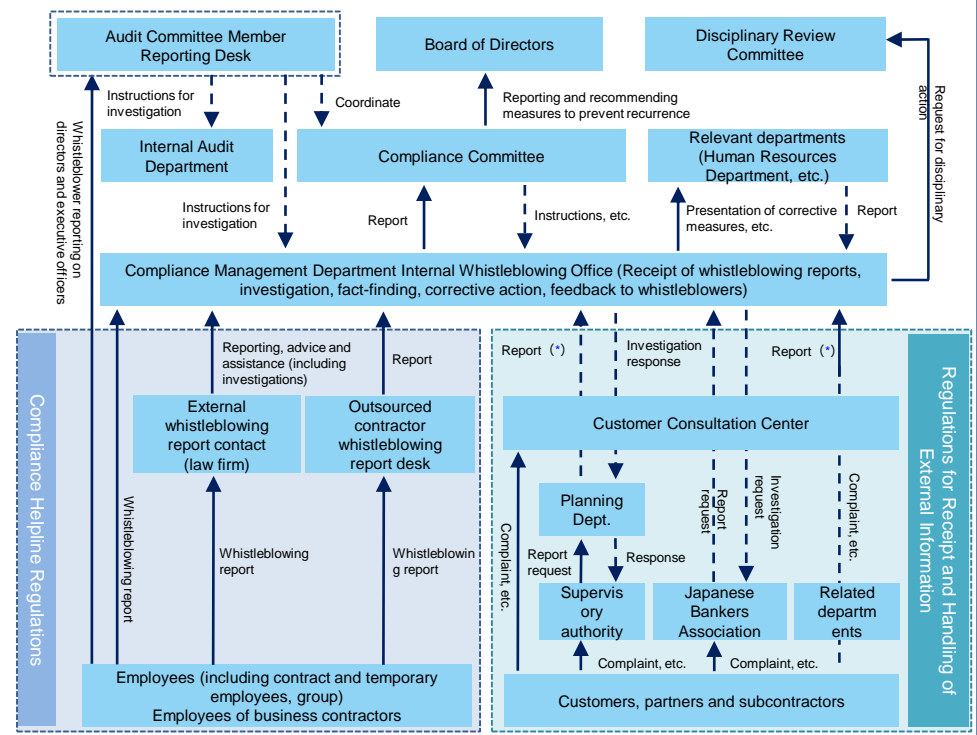 Audit Committee Member
Reporting Desk
Board of Directors
Disciplinary Review
Committee
Instructions for
investigation
Coordinate
Reporting and recommending
measures to prevent recurrence
Request for disciplinary
action
Whistleblower reporting on
directors and executive officers
Internal Audit
Department
Compliance Committee
Relevant departments
(Human Resources
Department, etc.)
Instructions for
investigation
Report
Instructions, etc.
Presentation of corrective
measures, etc.
Report
Compliance Management Department Internal Whistleblowing Office (Receipt of whistleblowing reports,
investigation, fact-finding, corrective action, feedback to whistleblowers)
Compliance Helpline Regulations
Reporting, advice and
assistance (including
investigations)
Report
External
whistleblowing
report contact
(law firm)
Outsourced
contractor
whistleblowing
report desk
Whistleblowing report
Whistleblowing
report
Whistleblowin
g report
Employees (including contract and temporary
employees, group)
Employees of business contractors
Report (*)
Investigation
response
Report (*)
Regulations for Receipt and Handling of
External Information
Customer Consultation Center
Planning
Dept.
Report
request
Investigation
request
Complaint, etc.
Complaint, etc.
Report
request
Response
Supervis
ory
authority
Japanese
Bankers
Association
Related
departm
ents
Complaint, etc.
Complaint, etc.
Customers, partners and subcontractors